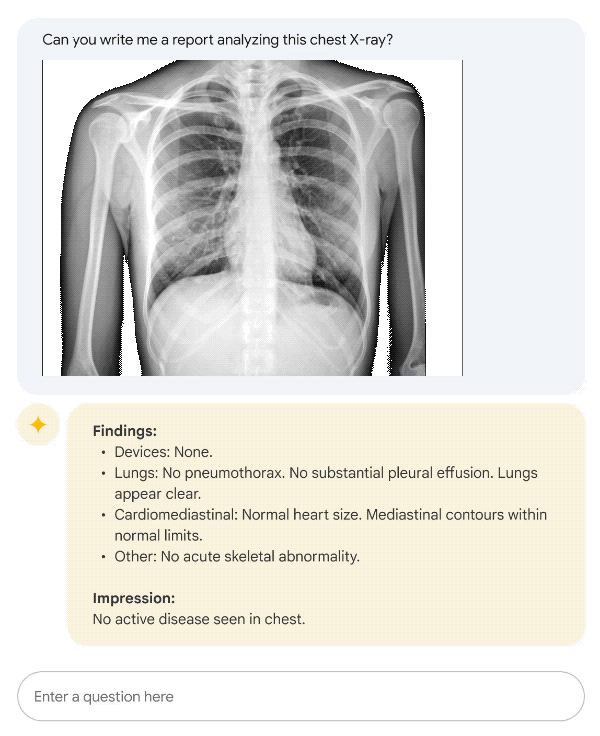 Can you write me a report analyzing this chest X-ray?
Findings:
• Devices: None.
• Lungs: No pneumothorax. No substantial pleural effusion. Lungs
appear clear.
• Cardiomediastinal: Normal heart size. Mediastinal contours within
normal limits.
• Other: No acute skeletal abnormality.
Impression:
No active disease seen in chest.
Enter a question here